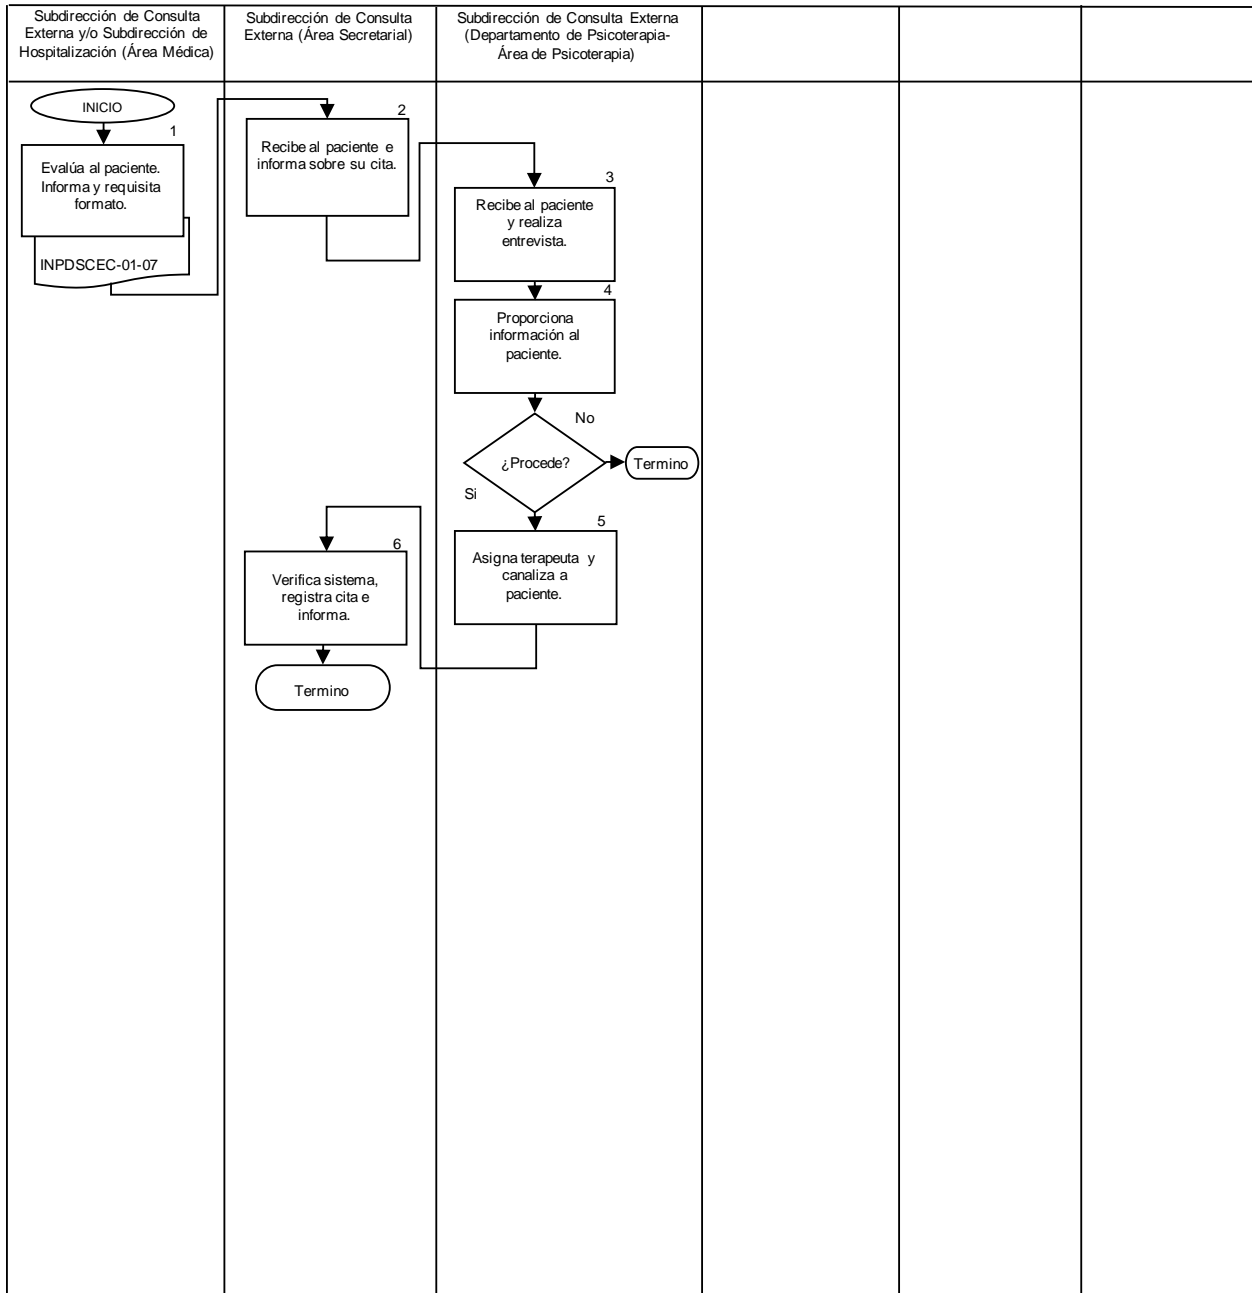 Subdirección de Consulta
Externa y/o Subdirección de
Hospitalización (Área Médica)
Subdirección de Consulta
Externa (Área Secretarial)
Subdirección de Consulta Externa
(Departamento de Psicoterapia-
Área de Psicoterapia)
INICIO
1
Evalúa al paciente.
Informa y requisita
formato.
INPDSCEC-01-07
2
Recibe al paciente e
informa sobre su cita.
3
Recibe al paciente
y realiza
entrevista.
4
Proporciona
información al
paciente.
No
¿Procede?
Termino
Si
5
Asigna terapeuta y
canaliza a
paciente.
6
Verifica sistema,
registra cita e
informa.
Termino